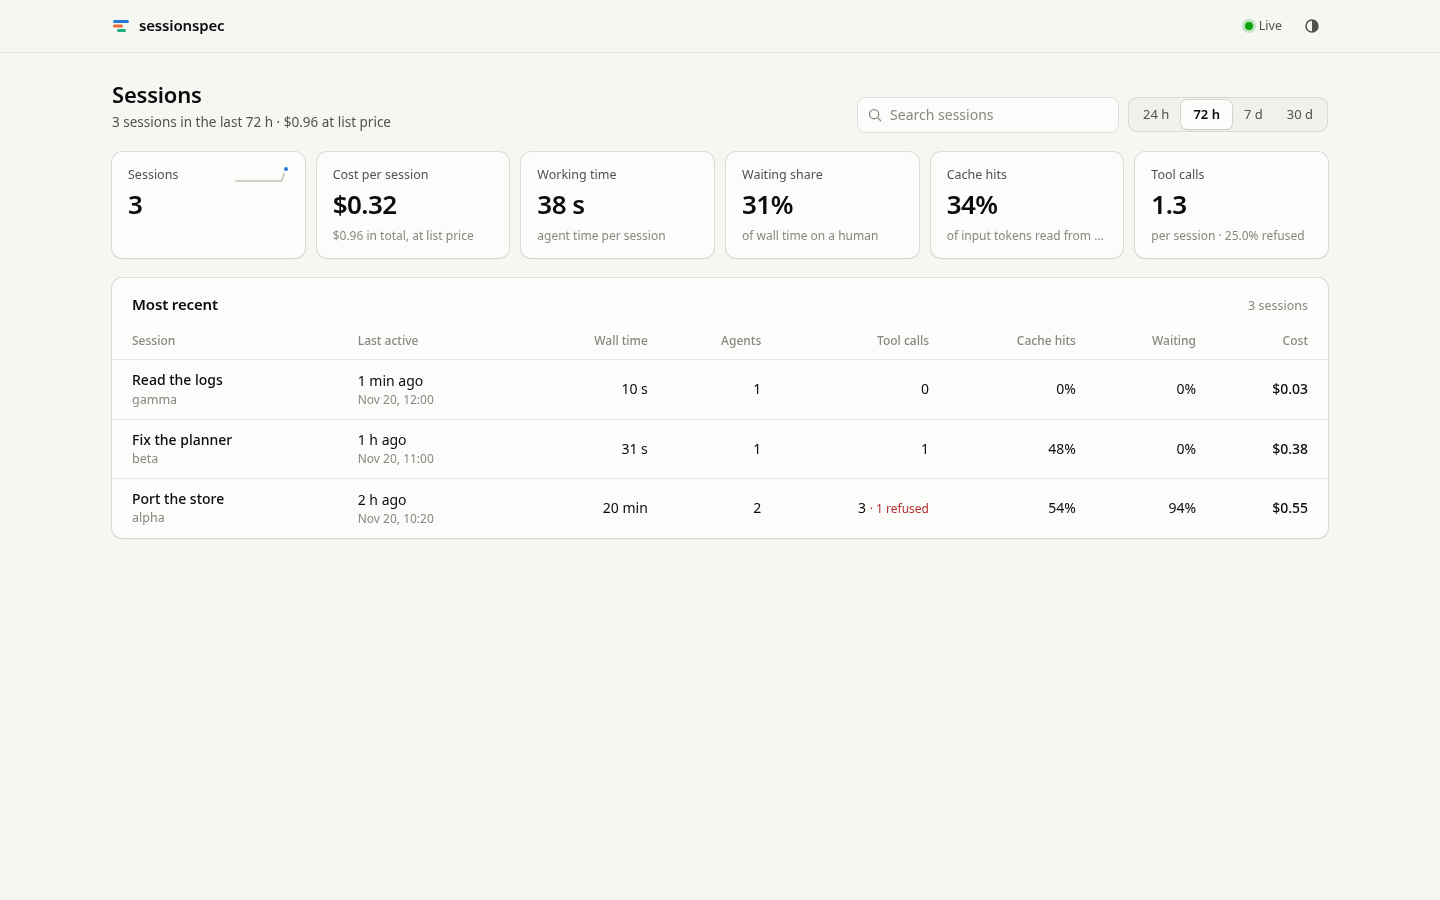 sessionspec
Live
Sessions
3 sessions in the last 72 h · $0.96 at list price
Search sessions
24 h 72 h 7 d 30 d
Sessions
3
Cost per session
$0.32
$0.96 in total, at list price
Working time
38 s
agent time per session
Waiting share
31%
of wall time on a human
Cache hits
34%
of input tokens read from ...
Tool calls
1.3
per session · 25.0% refused
Most recent
3 sessions
Session Last active Wall time Agents Tool calls Cache hits Waiting Cost
Read the logs 1 min ago 10 s 1 0 0% 0% $0.03
gamma Nov 20, 12:00
Fix the planner 1 h ago 31 s 1 1 48% 0% $0.38
beta Nov 20, 11:00
Port the store 2 h ago 20 min 2 3 · 1 refused 54% 94% $0.55
alpha Nov 20, 10:20